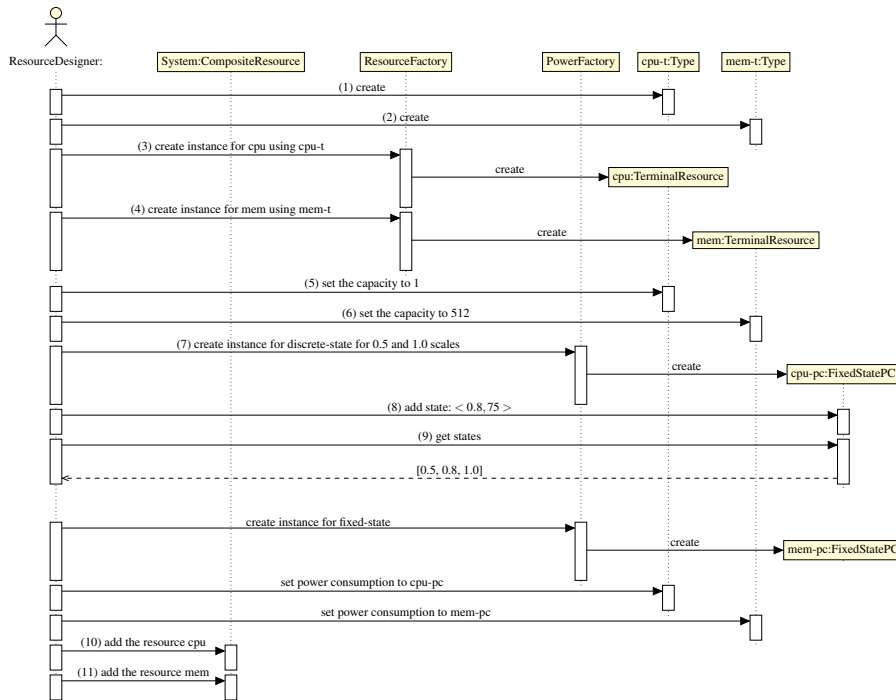 ResourceDesigner: System:CompositeResource ResourceFactory PowerFactory cpu-t:Type mem-t:Type
(1) create
(2) create
(3) create instance for cpu using cpu-t
create cpu:TerminalResource
(4) create instance for mem using mem-t
create mem:TerminalResource
(5) set the capacity to 1
(6) set the capacity to 512
(7) create instance for discrete-state for 0.5 and 1.0 scales
create cpu-pc:FixedStatePC
(8) add state: < 0.8, 75 >
(9) get states
[0.5, 0.8, 1.0]
create instance for fixed-state
create mem-pc:FixedStatePC
set power consumption to cpu-pc
set power consumption to mem-pc
(10) add the resource cpu
(11) add the resource mem